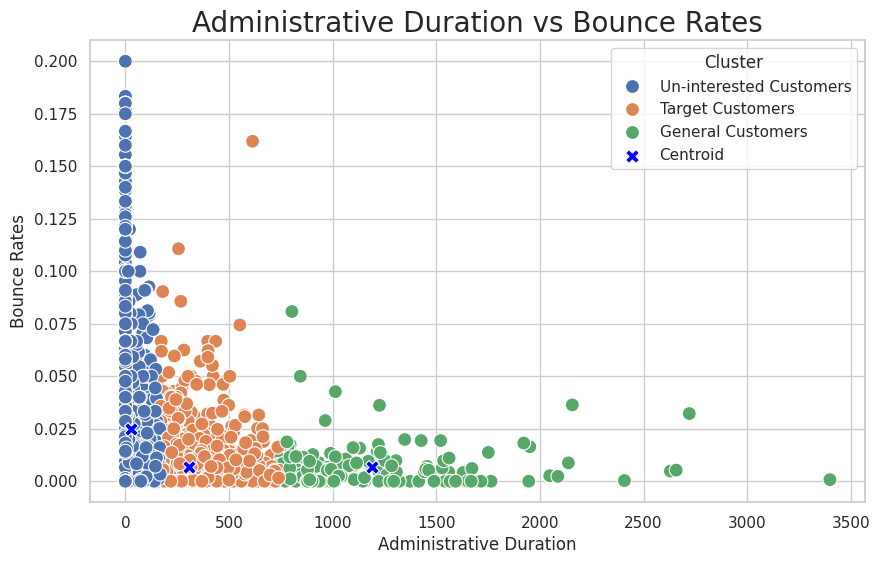 Administrative Duration vs Bounce Rates
Cluster
Un-interested Customers
Target Customers
General Customers
Centroid
Bounce Rates
0.200
0.175
0.150
0.125
0.100
0.075
0.050
0.025
0.000
0
500
1000
1500
2000
2500
3000
3500
Administrative Duration